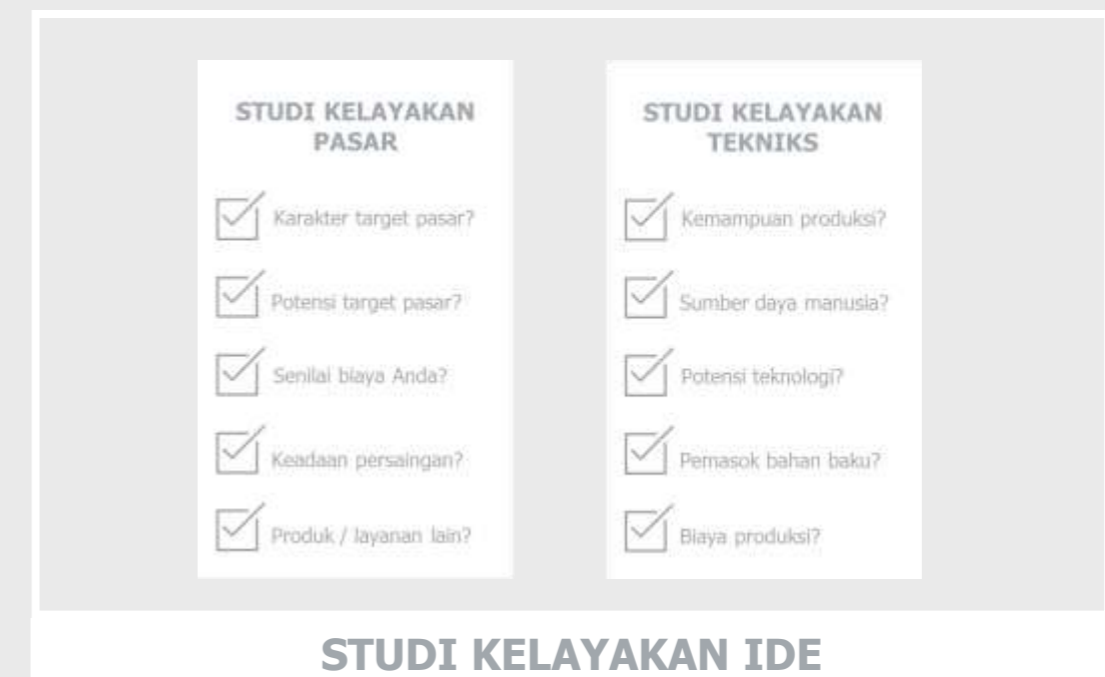 STUDI KELAYAKAN
PASAR
Karakter target pasar?
Potensi target pasar?
Senilai biaya Anda?
Keadaan persaingan?
Produk / layanan lain?
STUDI KELAYAKAN
TEKNIKS
Kemampuan produksi?
Sumber daya manusia?
Potensi teknologi?
Pemasok bahan baku?
Biaya produksi?
STUDI KELAYAKAN IDE